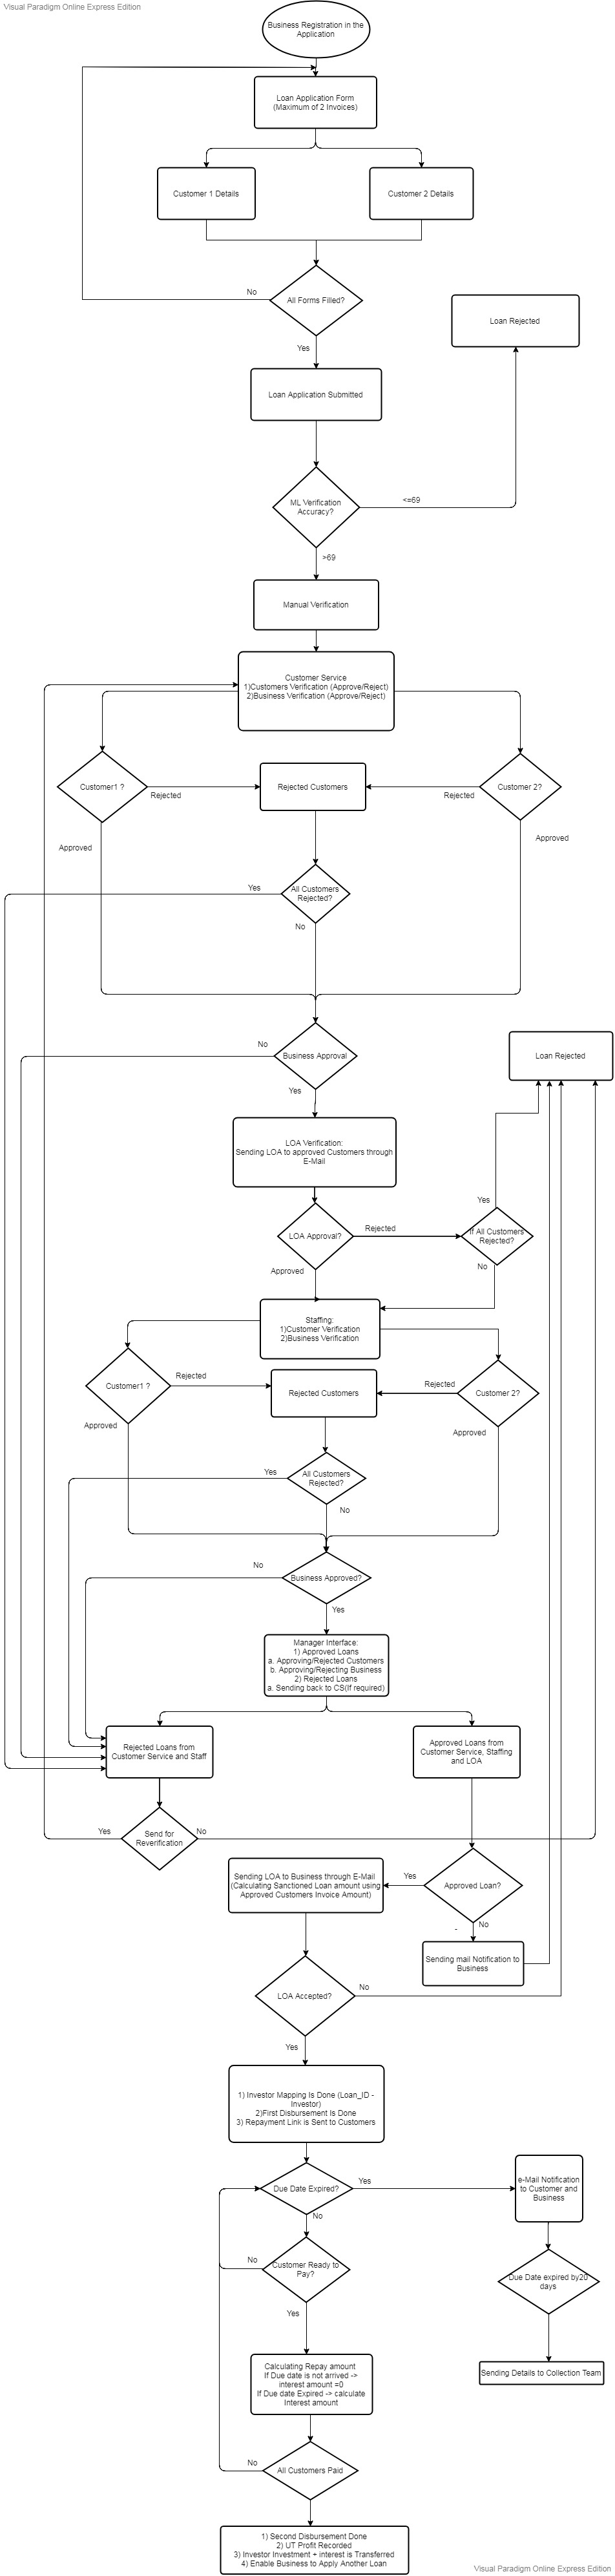 Visual Paradigm Online Express Edition
Business Registration in the
Application
Loan Application Form
(Maximum of 2 Invoices)
Customer 1 Details
Customer 2 Details
No
All Forms Filled?
Yes
Loan Rejected
Loan Application Submitted
ML Verification
Accuracy?
<=69
>69
Manual Verification
Customer Service
1)Customers Verification (Approve/Reject)
2)Business Verification (Approve/Reject)
Customer1 ?
Rejected
Rejected Customers
Rejected
Customer 2?
Approved
Approved
Yes
All Customers
Rejected?
No
No
Business Approval
Yes
Loan Rejected
LOA Verification:
Sending LOA to approved Customers through
E-Mail
LOA Approval?
Rejected
Yes
If All Customers
Rejected?
No
Approved
Staffing:
1)Customer Verification
2)Business Verification
Customer1 ?
Rejected
Rejected Customers
Rejected
Customer 2?
Approved
Approved
Yes
All Customers
Rejected?
No
No
Business Approved?
Yes
Manager Interface:
1) Approved Loans
a. Approving/Rejected Customers
b. Approving/Rejecting Business
2) Rejected Loans
a. Sending back to CS(If required)
Rejected Loans from
Customer Service and Staff
Approved Loans from
Customer Service, Staffing
and LOA
Yes
Send for
Reverification
No
Sending LOA to Business through E-Mail
(Calculating Sanctioned Loan amount using
Approved Customers Invoice Amount)
Yes
Approved Loan?
No
-
Sending mail Notification to
Business
LOA Accepted?
No
Yes
1) Investor Mapping Is Done (Loan_ID -
Investor)
2)First Disbursement Is Done
3) Repayment Link is Sent to Customers
Due Date Expired?
Yes
e-Mail Notification
to Customer and
Business
No
No
Customer Ready to
Pay?
Due Date expired by20
days
Yes
Calculating Repay amount
If Due date is not arrived ->
interest amount =0
If Due date Expired -> calculate
Interest amount
Sending Details to Collection Team
No
All Customers Paid
1) Second Disbursement Done
2) UT Profit Recorded
3) Investor Investment + interest is Transferred
4) Enable Business to Apply Another Loan
Visual Paradigm Online Express Edition